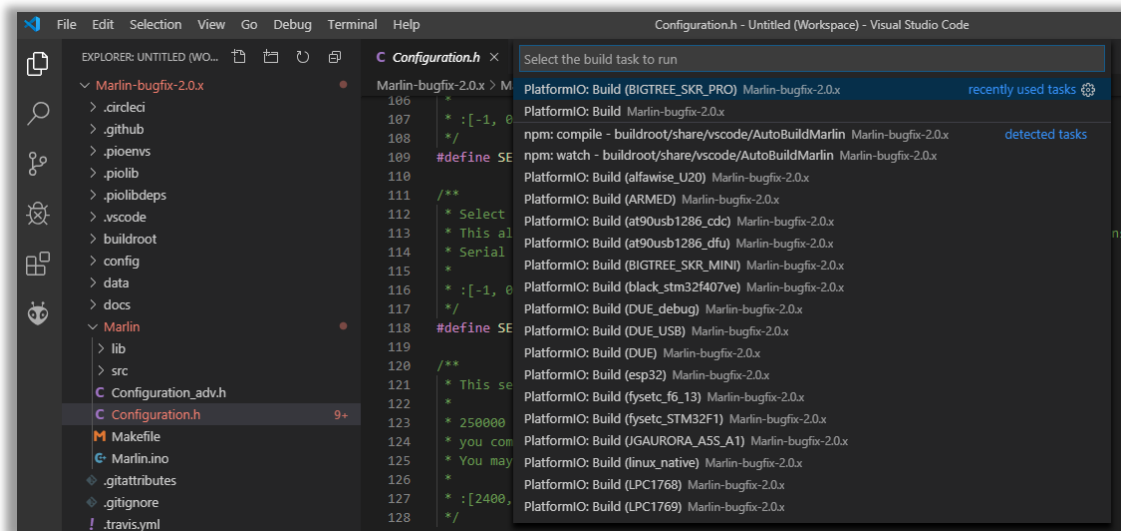 File Edit Selection View Go Debug Terminal Help
Configuration.h - Untitled (Workspace) - Visual Studio Code
EXPLORER: UNTITLED (WO...
Marlin-bugfix-2.0.x
.circleci
.github
.pioenvs
.piolib
.piolibdeps
.vscode
buildroot
config
data
docs
Marlin
lib
src
C Configuration_adv.h
C Configuration.h 9+
M Makefile
Marlin.ino
.gitattributes
.gitignore
! .travis.yml
C Configuration.h ×
Marlin-bugfix-2.0.x > M
106 *
107 * :[-1, 0
108 */
109 #define SE
110
111 /**
112 * Select
113 * This al
114 * Serial
115 *
116 * :[-1, 0
117 */
118 #define SE
119
120 /**
121 * This se
122 *
123 * 250000
124 * you com
125 * You may
126 *
127 * :[2400,
128 */
Select the build task to run
PlatformIO: Build (BIGTREE_SKR_PRO) Marlin-bugfix-2.0.x recently used tasks
PlatformIO: Build Marlin-bugfix-2.0.x
npm: compile - buildroot/share/vscode/AutoBuildMarlin Marlin-bugfix-2.0.x detected tasks
npm: watch - buildroot/share/vscode/AutoBuildMarlin Marlin-bugfix-2.0.x
PlatformIO: Build (alfawise_U20) Marlin-bugfix-2.0.x
PlatformIO: Build (ARMED) Marlin-bugfix-2.0.x
PlatformIO: Build (at90usb1286_cdc) Marlin-bugfix-2.0.x
PlatformIO: Build (at90usb1286_dfu) Marlin-bugfix-2.0.x
PlatformIO: Build (BIGTREE_SKR_MINI) Marlin-bugfix-2.0.x
PlatformIO: Build (black_stm32f407ve) Marlin-bugfix-2.0.x
PlatformIO: Build (DUE_debug) Marlin-bugfix-2.0.x
PlatformIO: Build (DUE_USB) Marlin-bugfix-2.0.x
PlatformIO: Build (DUE) Marlin-bugfix-2.0.x
PlatformIO: Build (esp32) Marlin-bugfix-2.0.x
PlatformIO: Build (fysetc_f6_13) Marlin-bugfix-2.0.x
PlatformIO: Build (fysetc_STM32F1) Marlin-bugfix-2.0.x
PlatformIO: Build (JGAURORA_A5S_A1) Marlin-bugfix-2.0.x
PlatformIO: Build (linux_native) Marlin-bugfix-2.0.x
PlatformIO: Build (LPC1768) Marlin-bugfix-2.0.x
PlatformIO: Build (LPC1769) Marlin-bugfix-2.0.x